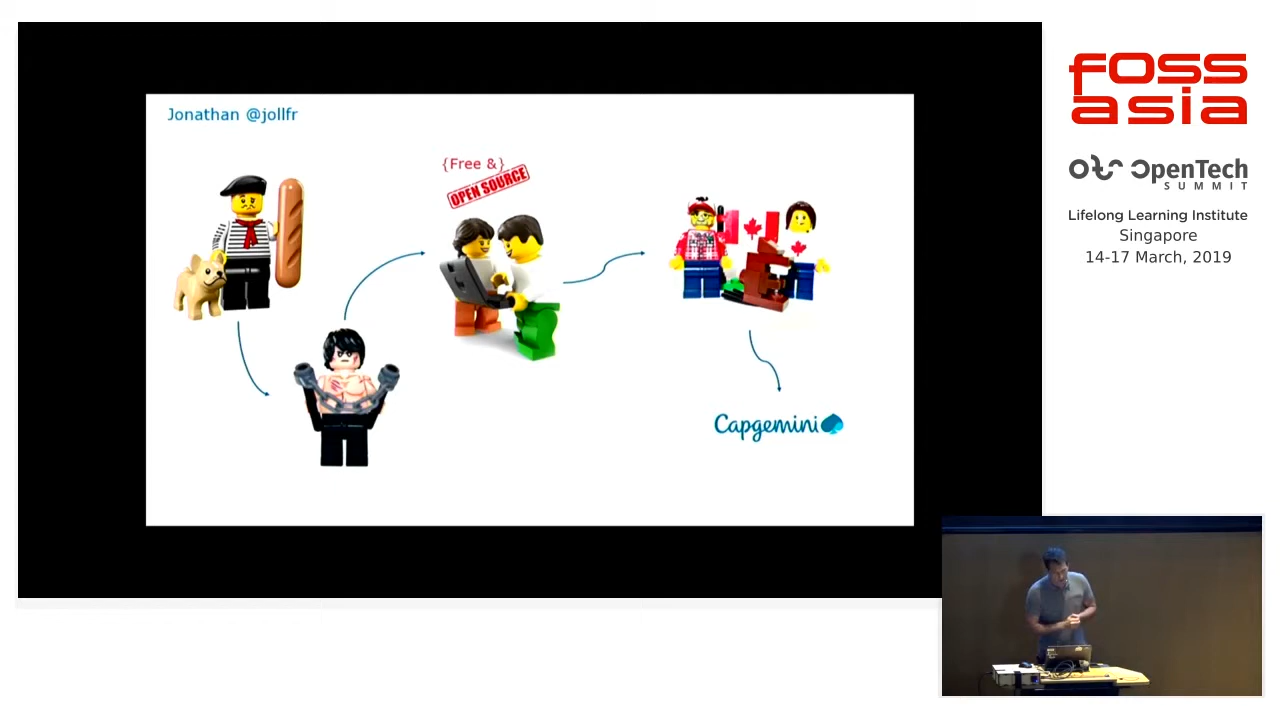 Jonathan @jollfr
{Free &}
OPEN SOURCE
Capgemini
fOSS
asia
OpenTech
SUMMIT
Lifelong Learning Institute
Singapore
14-17 March, 2019